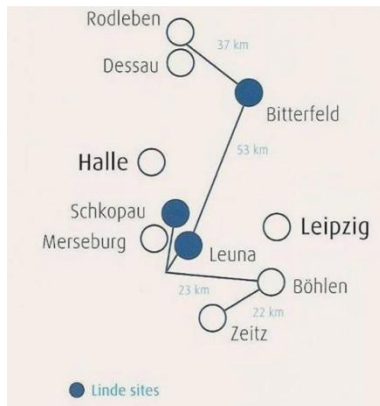 Rodleben
37 km
Dessau
Bitterfeld
53 km
Halle
Schkopau
Leipzig
Merseburg
Leuna
23 km
Böhlen
22 km
Zeitz
Linde sites